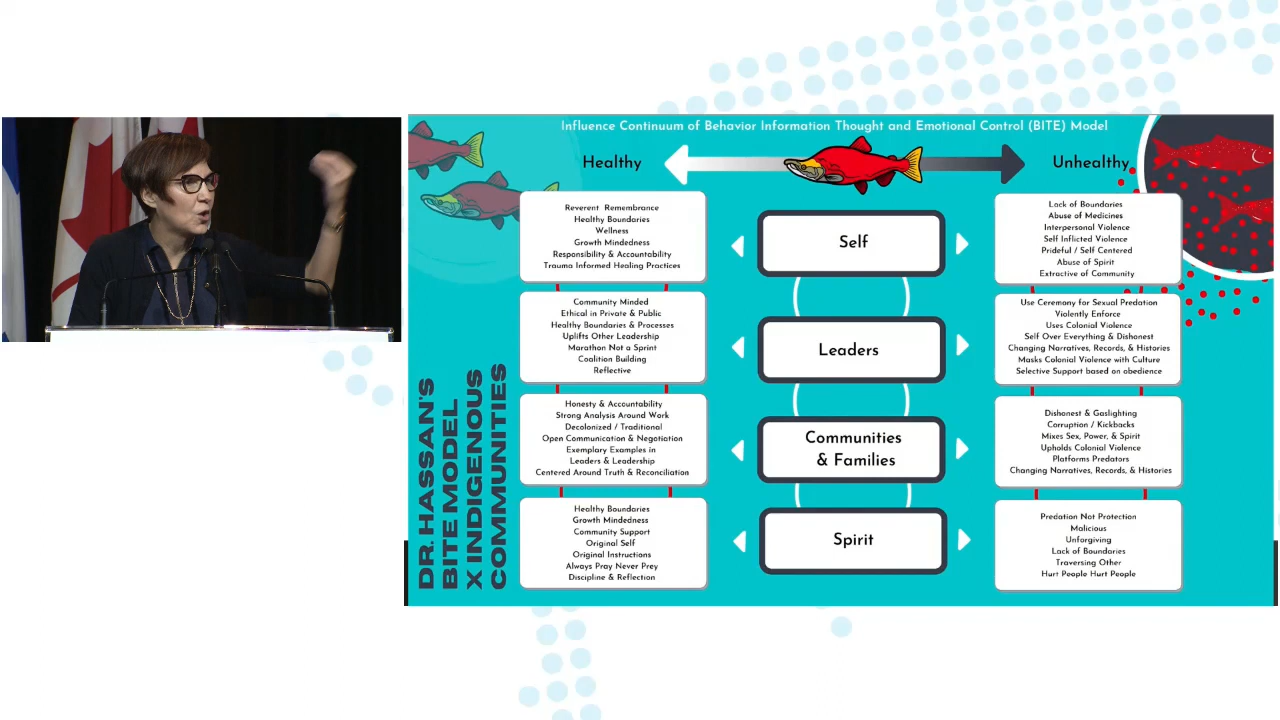 Influence Continuum of Behavior Information Thought and Emotional Control (BITE) Model
Healthy
Unhealthy
Reverent Remembrance
Healthy Boundaries
Wellness
Growth Mindedness
Responsibility & Accountability
Trauma Informed Healing Practices
Self
Lack of Boundaries
Abuse of Medicines
Interpersonal Violence
Self Inflicted Violence
Prideful / Self Centered
Abuse of Spirit
Extractive of Community
Community Minded
Ethical in Private & Public
Healthy Boundaries & Processes
Uplifts Other Leadership
Marathon Not a Sprint
Coalition Building
Reflective
Leaders
Use Ceremony for Sexual Predation
Violently Enforce
Uses Colonial Violence
Self Over Everything & Dishonest
Changing Narratives, Records, & Histories
Masks Colonial Violence with Culture
Selective Support based on obedience
Honesty & Accountability
Strong Analysis Around Work
Decolonized / Traditional
Open Communication & Negotiation
Exemplary Examples in
Leaders & Leadership
Centered Around Truth & Reconciliation
Communities
& Families
Dishonest & Gaslighting
Corruption / Kickbacks
Mixes Sex, Power, & Spirit
Upholds Colonial Violence
Platforms Predators
Changing Narratives, Records, & Histories
Healthy Boundaries
Growth Mindedness
Community Support
Original Self
Original Instructions
Always Pray Never Prey
Discipline & Reflection
Spirit
Predation Not Protection
Malicious
Unforgiving
Lack of Boundaries
Traversing Other
Hurt People Hurt People
DR. HASSAN'S
BITE MODEL
X INDIGENOUS
COMMUNITIES